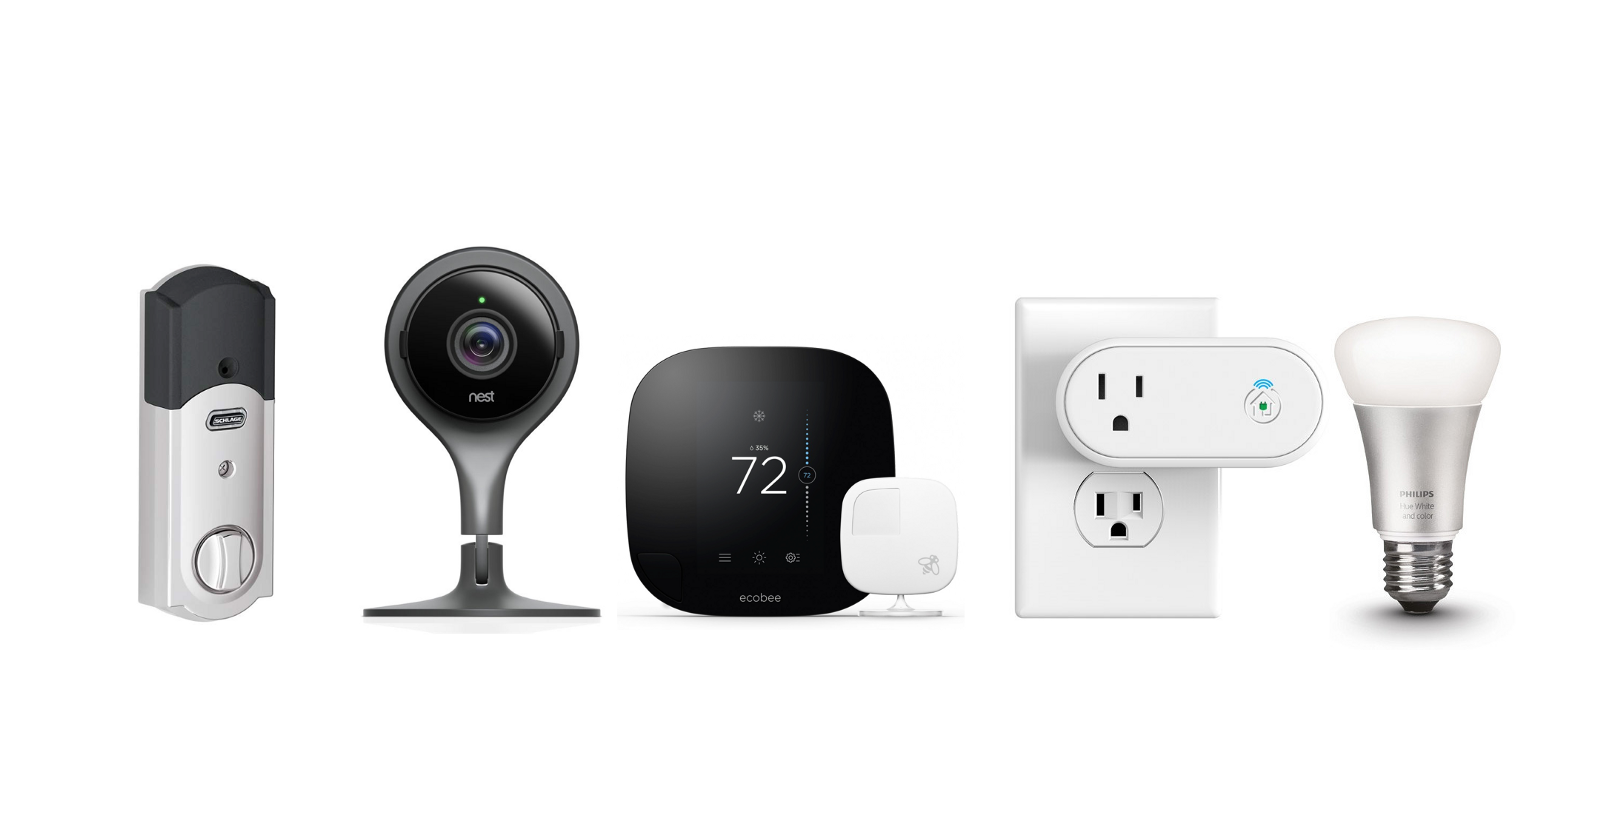 SCHLAGE
nest
35%
72
72
ecobee
PHILIPS
Hue White
and color